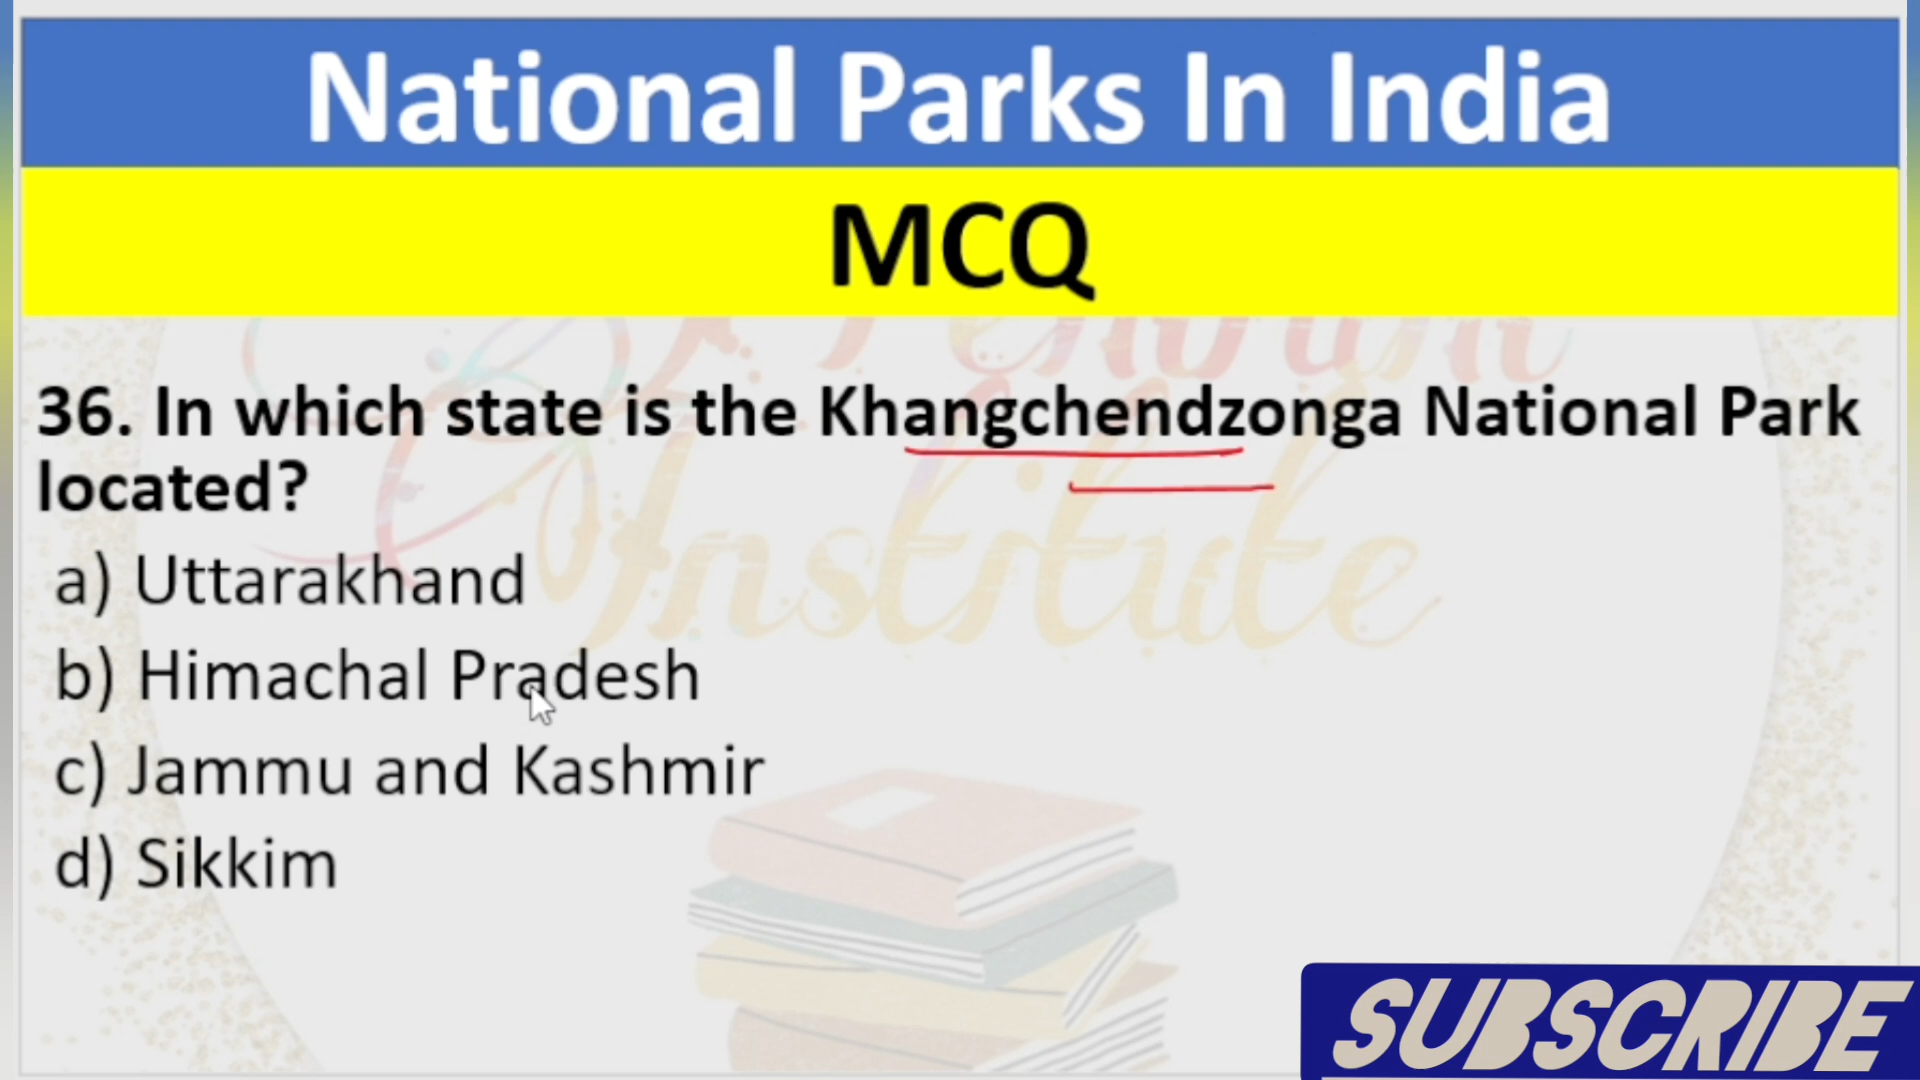 National Parks In India
MCQ
36. In which state is the Khangchendzonga National Park
located?
Institute
a) Uttarakhand
b) Himachal Pradesh
c) Jammu and Kashmir
d) Sikkim
SUBSCRIBE